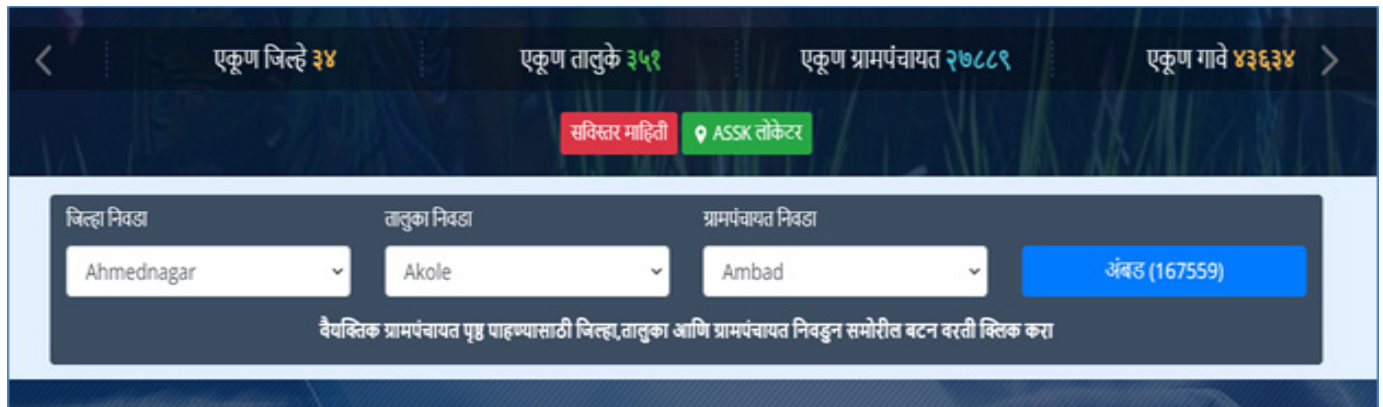 एकूण जिल्हे ३४ एकूण तालुके ३५१ एकूण ग्रामपंचायत २७८८९ एकूण गावे ४३६३४
सविस्तर माहिती ASSK लोकेटर
जिल्हा निवडा तालुका निवडा ग्रामपंचायत निवडा
Ahmednagar Akole Ambad अंबड (167559)
वैयक्तिक ग्रामपंचायत पृष्ठ पाहण्यासाठी जिल्हा,तालुका आणि ग्रामपंचायत निवडुन समोरील बटन वरती क्लिक करा